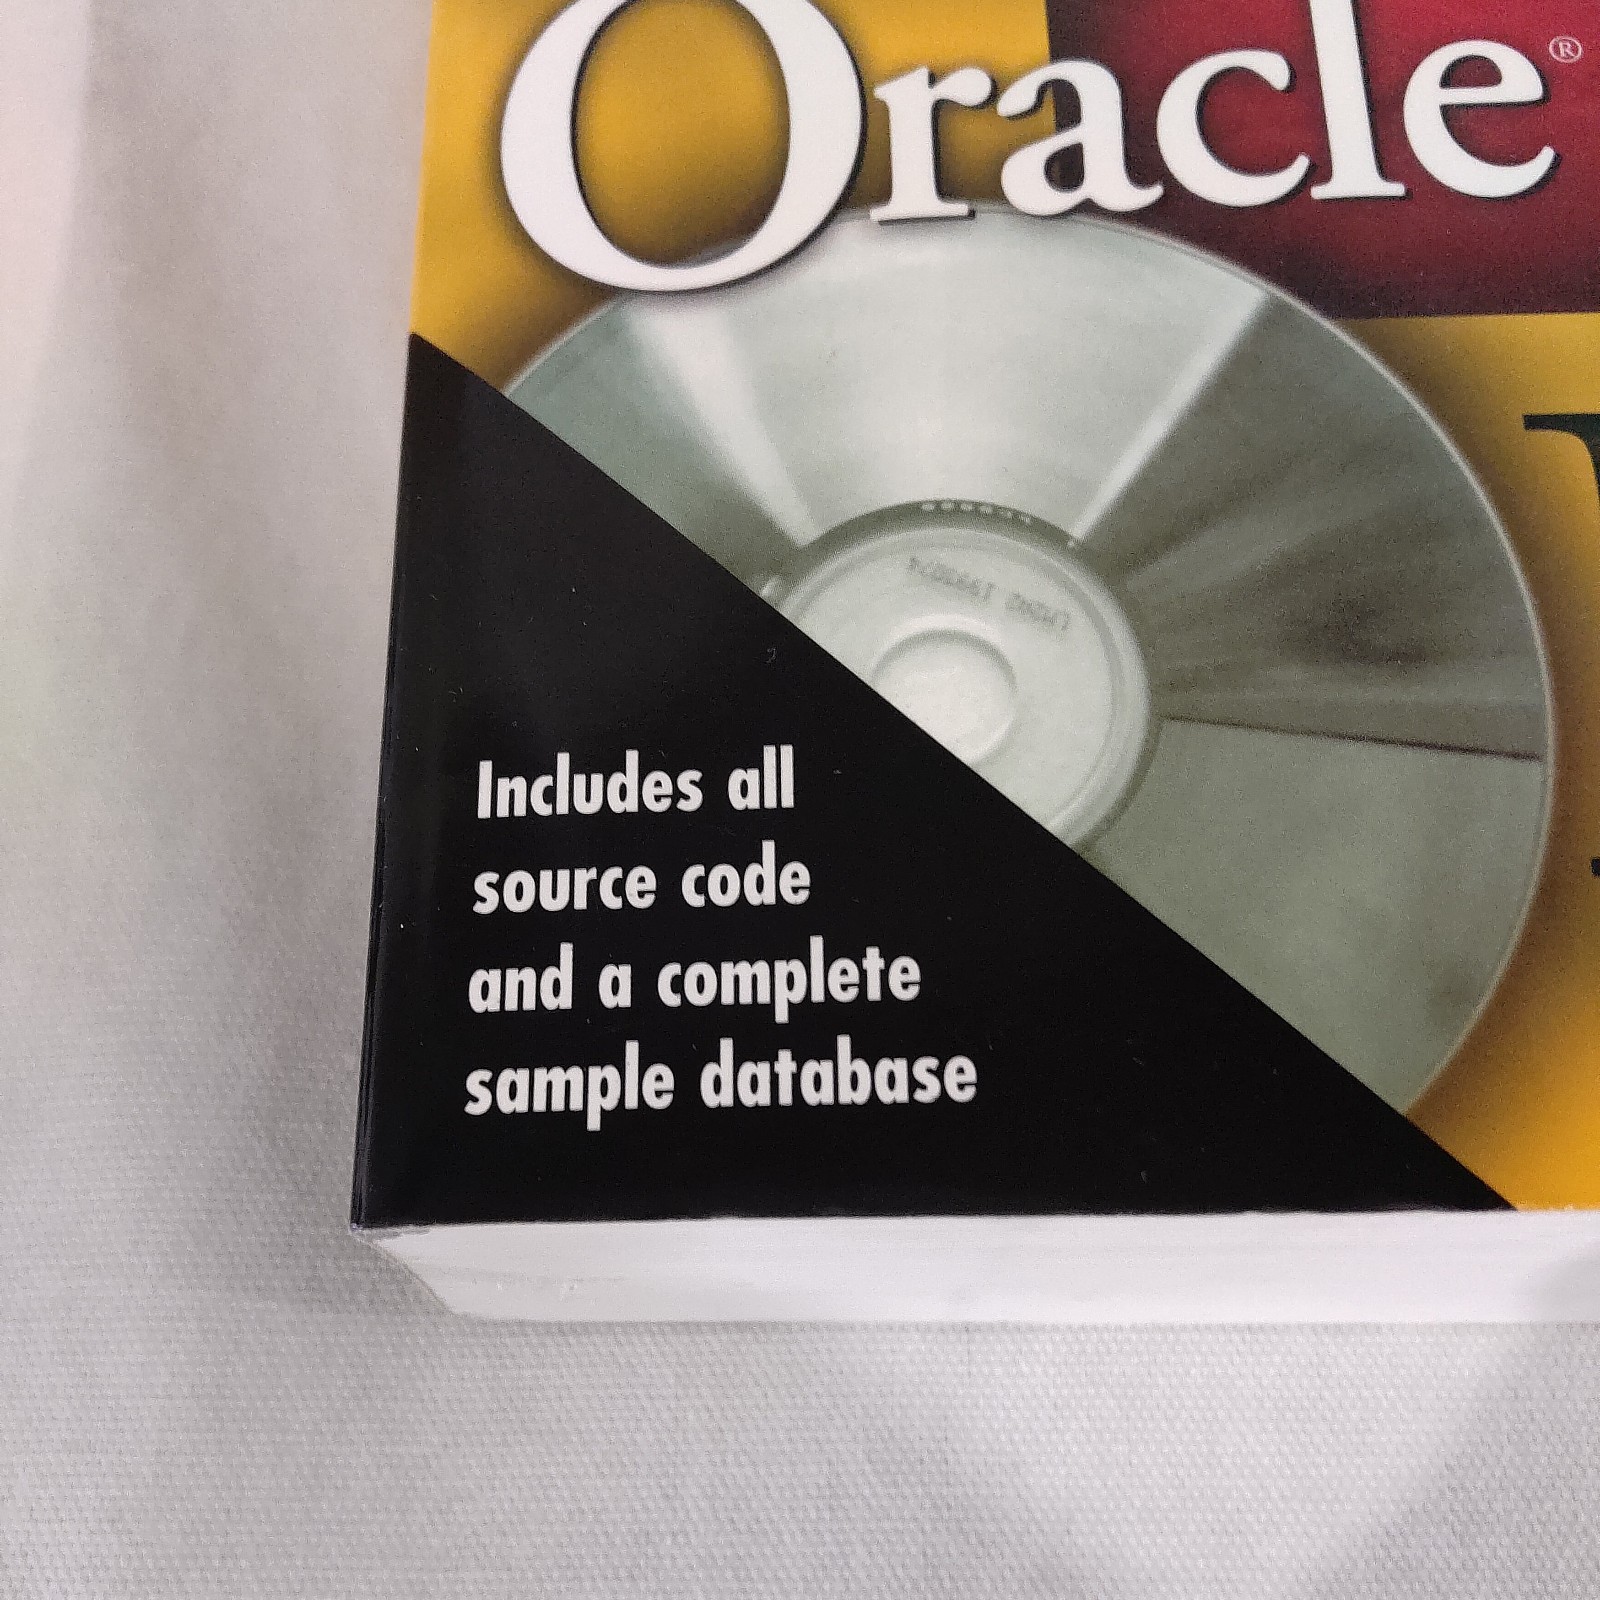 Oracle®
Includes all
source code
and a complete
sample database